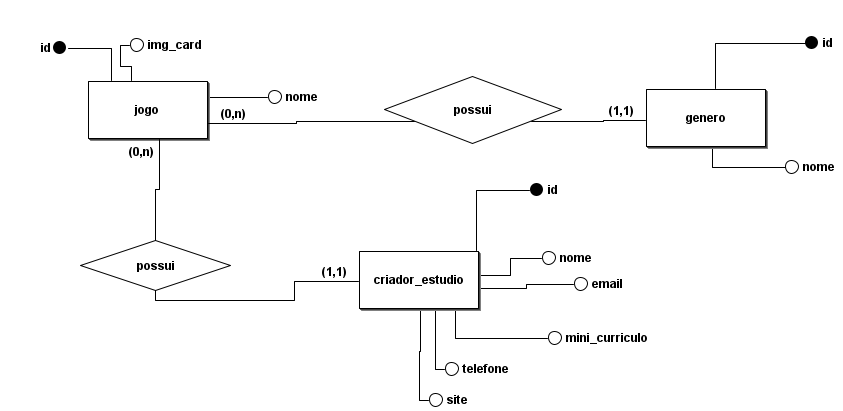 id
img_card
id
nome
jogo
(0,n)
possui
(1,1)
genero
(0,n)
nome
id
possui
(1,1)
criador_estudio
nome
email
mini_curriculo
telefone
site